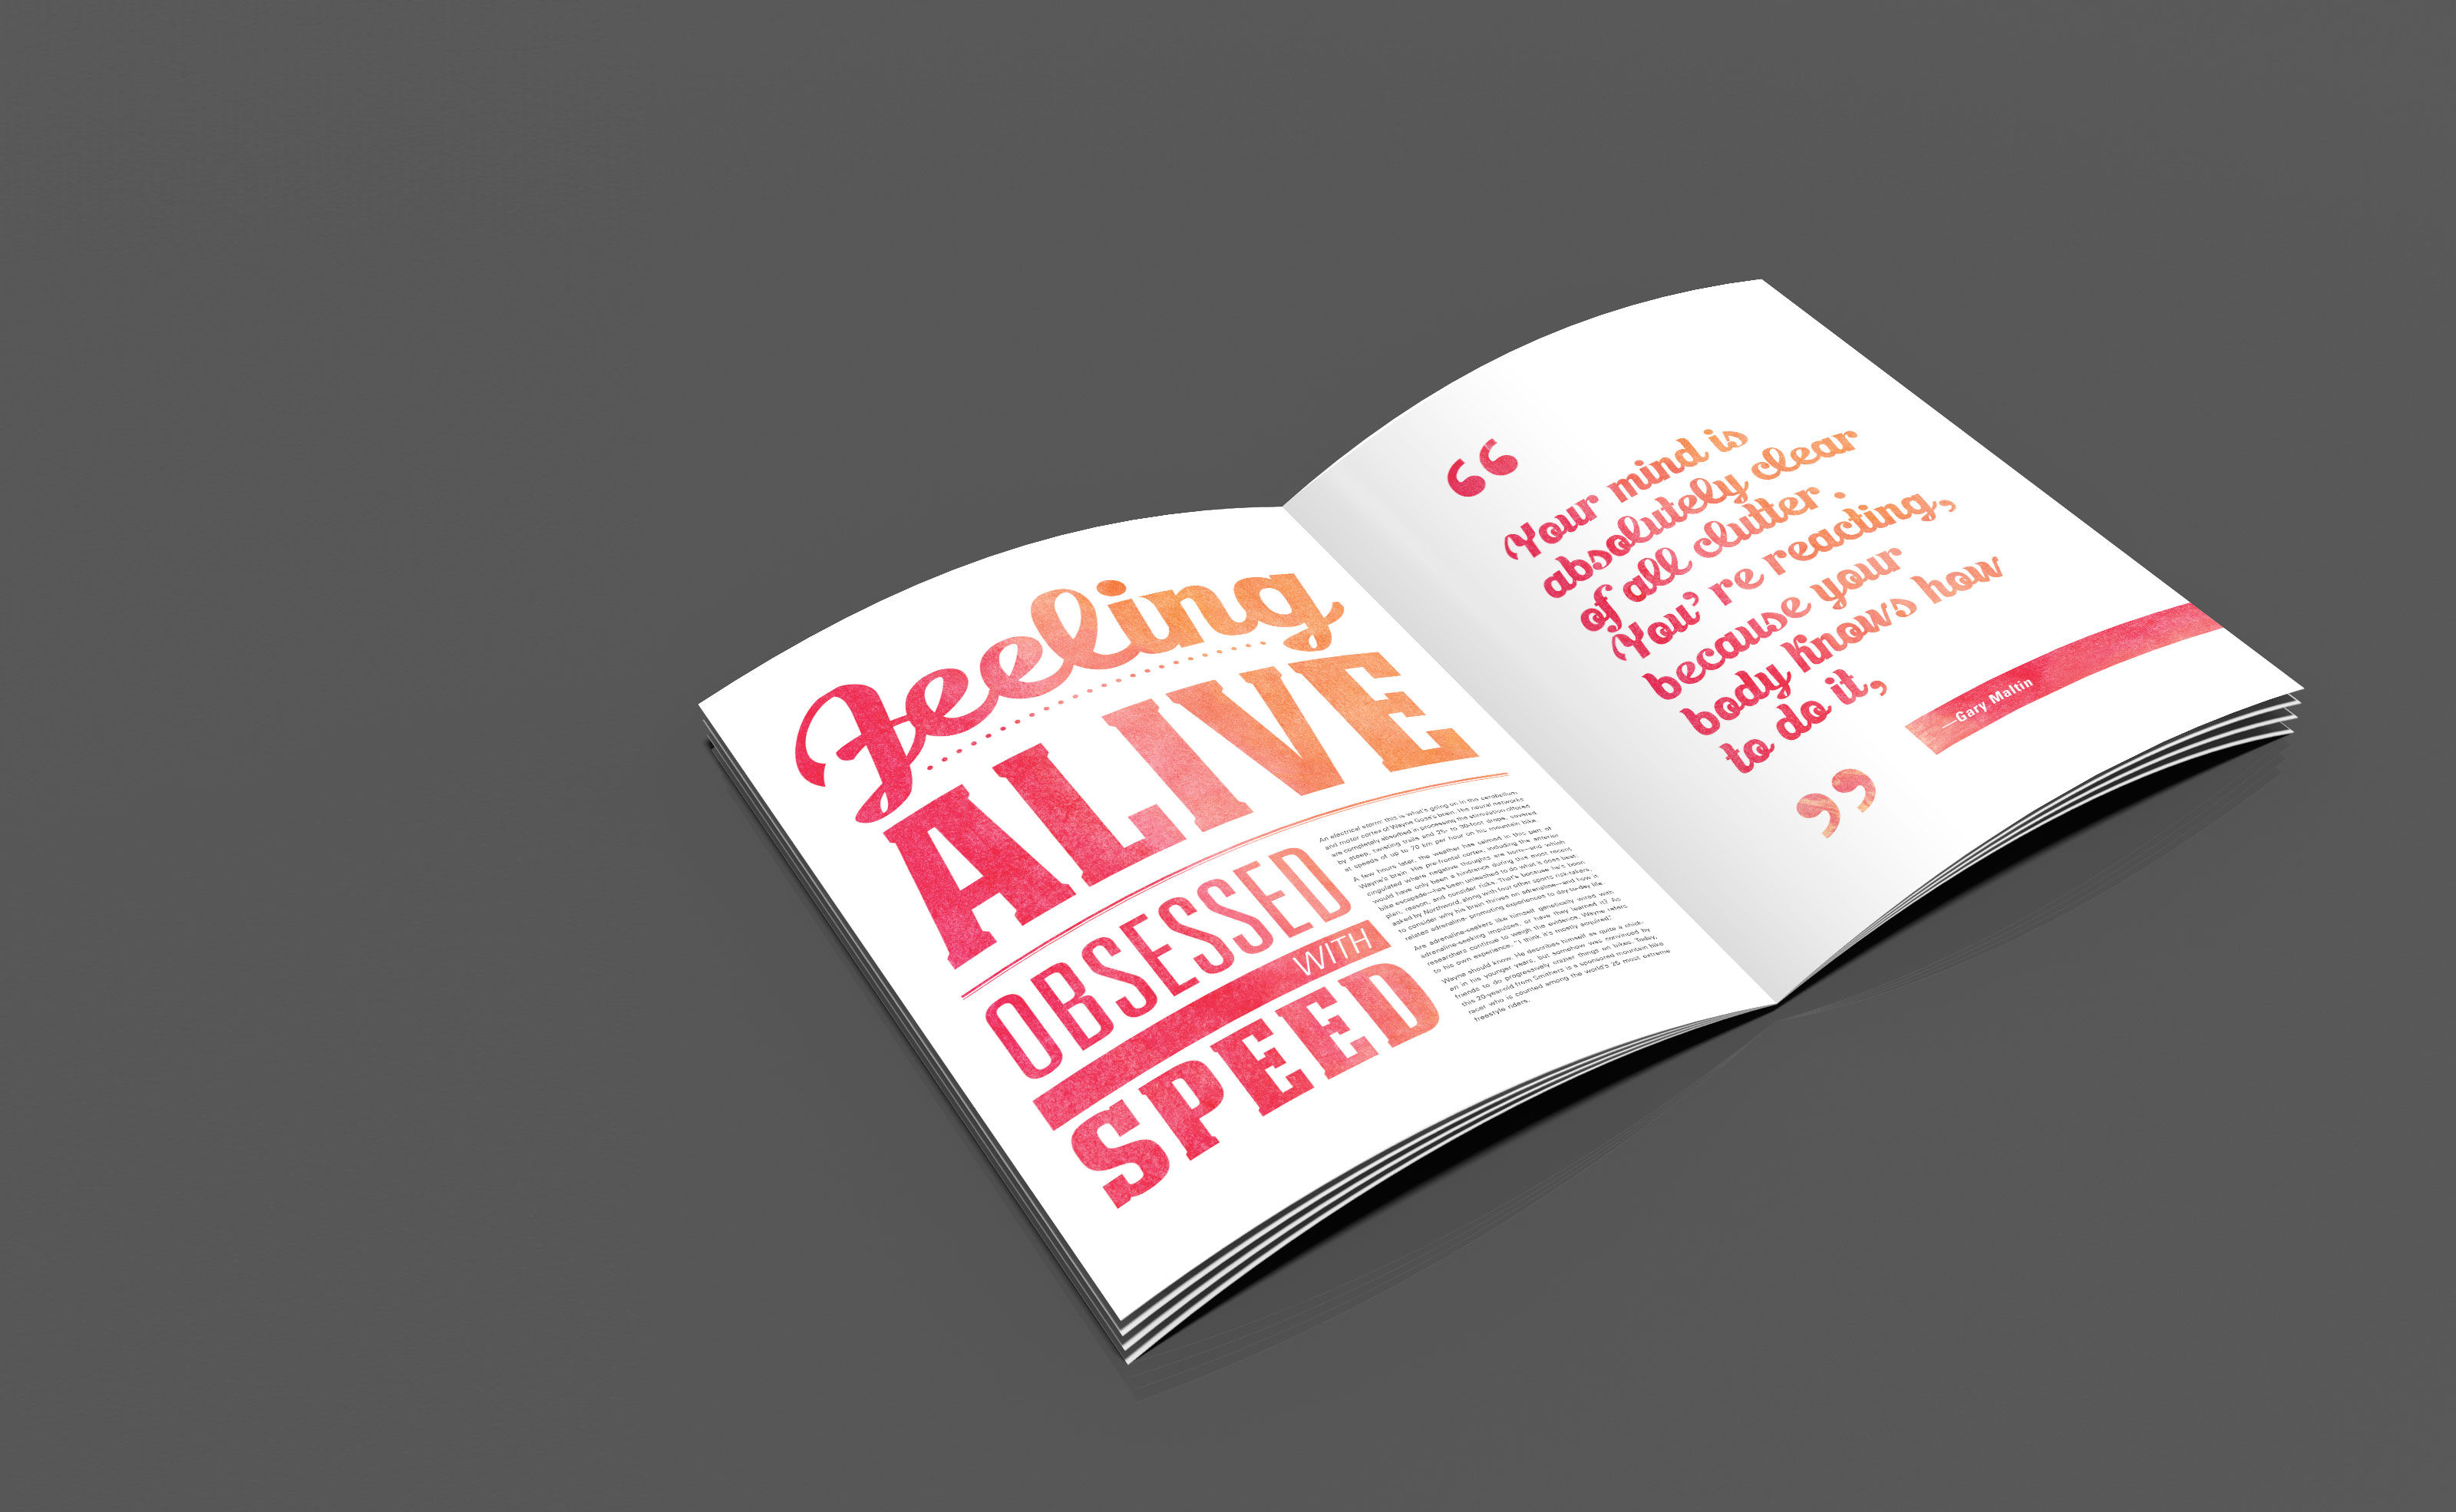 Feeling
ALIVE
OBSESSED
WITH
SPEED
An electrical storm: this is what's going on in the cerebellum
and motor cortex of Wayne Goss's brain. The neural networks
are completely absorbed in processing the stimulation offered
by steep, twisting trails and 25- to 30-foot drops, covered
at speeds of up to 70 km per hour on his mountain bike.
A few hours later, the weather has calmed in this part of
Wayne's brain. His pre-frontal cortex, including the anterior
cingulated where negative thoughts are born—and which
would have only been a hindrance during this most recent
bike escapade—has been unleashed to do what it does best:
plan, reason, and consider risks. That's because he's been
asked by Northword, along with four other sports risk-takers,
to consider why his brain thrives on adrenaline—and how it
relates adrenaline- promoting experiences to day-to-day life.
Are adrenaline-seekers like himself genetically wired with
adrenaline-seeking impulses, or have they learned it? As
researchers continue to weigh the evidence, Wayne refers
to his own experience. "I think it's mostly acquired."
Wayne should know. He describes himself as quite a chick-
en in his younger years, but somehow was convinced by
friends to do progressively crazier things on bikes. Today,
this 20-year-old from Smithers is a sponsored mountain bike
racer who is counted among the world's 25 most extreme
freestyle riders.
“
Your mind is
absolutely clear
of all clutter.
You’re reacting,
because your
body knows how
to do it,
”
—Gary Maltin